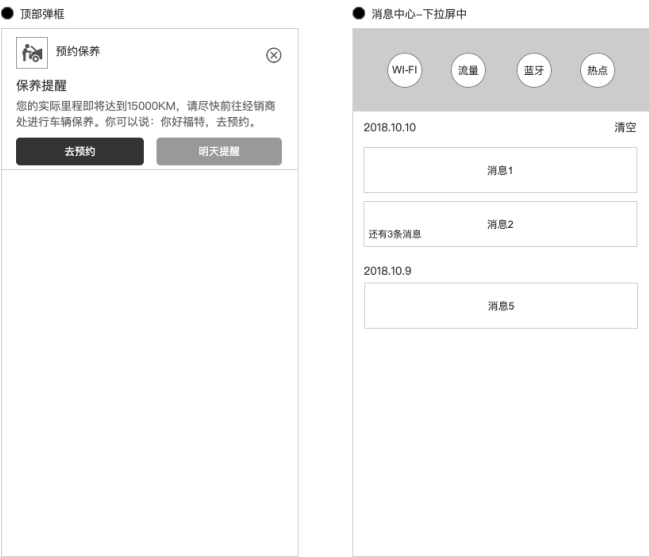 顶部弹框
预约保养
保养提醒
您的实际里程即将达到15000KM，请尽快前往经销商
处进行车辆保养。你可以说：你好福特，去预约。
去预约
明天提醒
消息中心–下拉屏中
WI-FI
流量
蓝牙
热点
2018.10.10
清空
消息1
消息2
还有3条消息
2018.10.9
消息5